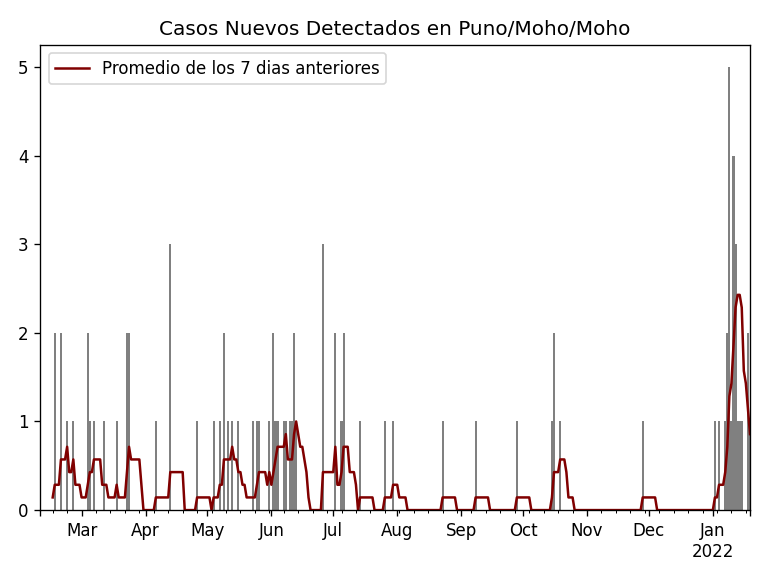 Casos Nuevos Detectados en Puno/Moho/Moho
Promedio de los 7 dias anteriores
5
4
3
2
1
0
Mar Apr May Jun Jul Aug Sep Oct Nov Dec Jan
2022